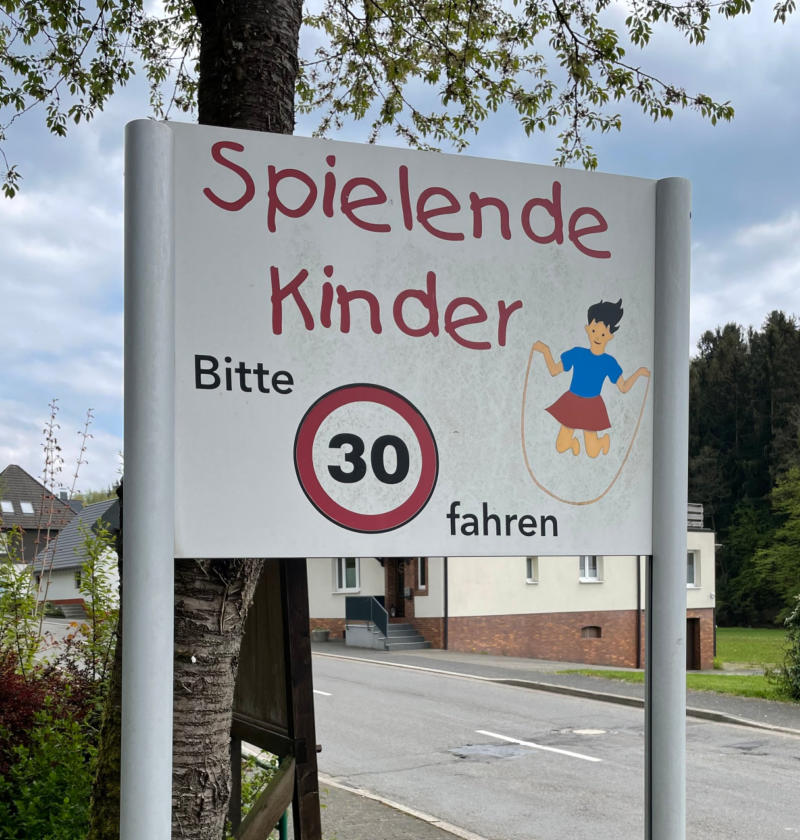 Spielende
Kinder
Bitte
30
fahren